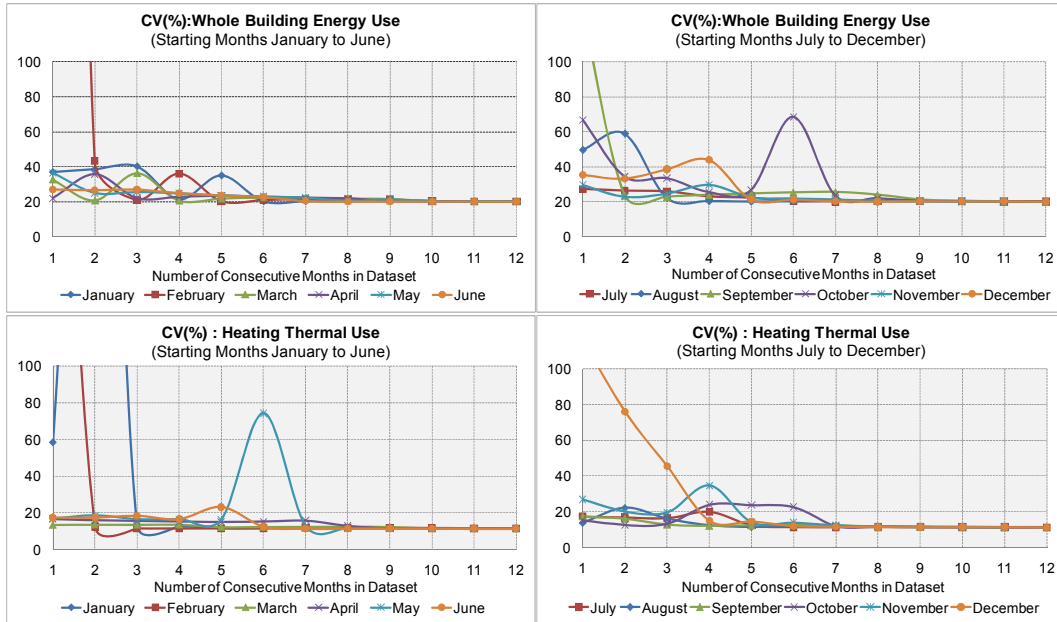 CV(%):Whole Building Energy Use
(Starting Months January to June)
100
80
60
40
20
0
1 2 3 4 5 6 7 8 9 10 11 12
Number of Consecutive Months in Dataset
January February March April May June
CV(%):Whole Building Energy Use
(Starting Months July to December)
100
80
60
40
20
0
1 2 3 4 5 6 7 8 9 10 11 12
Number of Consecutive Months in Dataset
July August September October November December
CV(%) : Heating Thermal Use
(Starting Months January to June)
100
80
60
40
20
0
1 2 3 4 5 6 7 8 9 10 11 12
Number of Consecutive Months in Dataset
January February March April May June
CV(%) : Heating Thermal Use
(Starting Months July to December)
100
80
60
40
20
0
1 2 3 4 5 6 7 8 9 10 11 12
Number of Consecutive Months in Dataset
July August September October November December